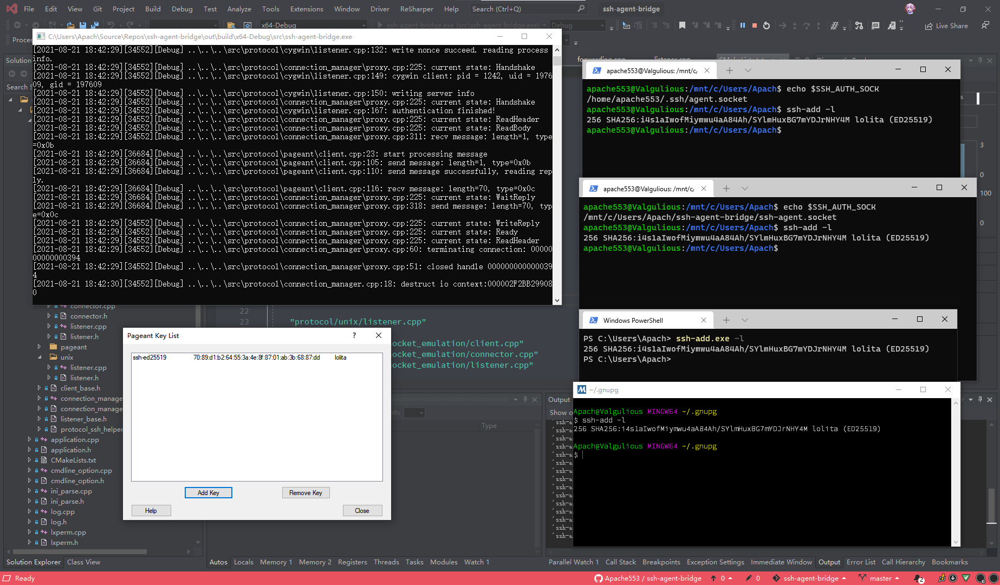 File Edit View Git Project Build Debug Test Analyze Tools Extensions Window Driver ReSharper Help Search (Ctrl+Q) ssh-agent-bridge
x64-Debug ssh-agent-bridge.exe (src\ssh-agent-bridge.exe) Debug Live Share
Proces
C:\Users\Apach\Source\Repos\ssh-agent-bridge\out\build\x64-Debug\src\ssh-agent-bridge.exe
[2021-08-21 18:42:29][34552][Debug] ..\..\..\src\protocol\cygwin\listener.cpp:132: write nonce succeed. reading process
info.
[2021-08-21 18:42:29][34552][Debug] ..\..\..\src\protocol\connection_manager\proxy.cpp:225: current state: Handshake
[2021-08-21 18:42:29][34552][Debug] ..\..\..\src\protocol\cygwin\listener.cpp:149: cygwin client: pid = 1242, uid = 1976
09, gid = 197609
[2021-08-21 18:42:29][34552][Debug] ..\..\..\src\protocol\cygwin\listener.cpp:150: writing server info
[2021-08-21 18:42:29][34552][Debug] ..\..\..\src\protocol\connection_manager\proxy.cpp:225: current state: Handshake
[2021-08-21 18:42:29][34552][Debug] ..\..\..\src\protocol\cygwin\listener.cpp:167: authentication finished!
[2021-08-21 18:42:29][34552][Debug] ..\..\..\src\protocol\connection_manager\proxy.cpp:225: current state: ReadHeader
[2021-08-21 18:42:29][34552][Debug] ..\..\..\src\protocol\connection_manager\proxy.cpp:225: current state: ReadBody
[2021-08-21 18:42:29][34552][Debug] ..\..\..\src\protocol\connection_manager\proxy.cpp:311: recv message: length=1, type
=0x0b
[2021-08-21 18:42:29][36684][Debug] ..\..\..\src\protocol\pageant\client.cpp:23: start processing message
[2021-08-21 18:42:29][36684][Debug] ..\..\..\src\protocol\pageant\client.cpp:105: send message: length=1, type=0x0b
[2021-08-21 18:42:29][36684][Debug] ..\..\..\src\protocol\pageant\client.cpp:110: send message successfully, reading rep
ly.
[2021-08-21 18:42:29][36684][Debug] ..\..\..\src\protocol\pageant\client.cpp:116: recv message: length=70, type=0x0c
[2021-08-21 18:42:29][36684][Debug] ..\..\..\src\protocol\connection_manager\proxy.cpp:225: current state: WaitReply
[2021-08-21 18:42:29][36684][Debug] ..\..\..\src\protocol\connection_manager\proxy.cpp:318: send message: length=70, typ
e=0x0c
[2021-08-21 18:42:29][34552][Debug] ..\..\..\src\protocol\connection_manager\proxy.cpp:225: current state: WriteReply
[2021-08-21 18:42:29][34552][Debug] ..\..\..\src\protocol\connection_manager\proxy.cpp:225: current state: Ready
[2021-08-21 18:42:29][34552][Debug] ..\..\..\src\protocol\connection_manager\proxy.cpp:225: current state: ReadHeader
[2021-08-21 18:42:29][34552][Debug] ..\..\..\src\protocol\connection_manager\proxy.cpp:60: terminating connection: 00000
00000000394
[2021-08-21 18:42:29][34552][Debug] ..\..\..\src\protocol\connection_manager\proxy.cpp:51: closed handle 000000000000039
4
[2021-08-21 18:42:30][34552][Debug] ..\..\..\src\protocol\connection_manager.cpp:18: destruct io context:000002F2BB29908
0
apache553@Valgulious: /mnt/c/
apache553@Valgulious:/mnt/c/Users/Apach$ echo $SSH_AUTH_SOCK
/home/apache553/.ssh/agent.socket
apache553@Valgulious:/mnt/c/Users/Apach$ ssh-add -l
256 SHA256:i4s1aIwofMiymwu4aA84Ah/SYlmHuxBG7mYDJrNHY4M lolita (ED25519)
apache553@Valgulious:/mnt/c/Users/Apach$
3
0
100
0
apache553@Valgulious: /mnt/c/
apache553@Valgulious:/mnt/c/Users/Apach$ echo $SSH_AUTH_SOCK
/mnt/c/Users/Apach/ssh-agent-bridge/ssh-agent.socket
apache553@Valgulious:/mnt/c/Users/Apach$ ssh-add -l
256 SHA256:i4s1aIwofMiymwu4aA84Ah/SYlmHuxBG7mYDJrNHY4M lolita (ED25519)
apache553@Valgulious:/mnt/c/Users/Apach$
Windows PowerShell
PS C:\Users\Apach> ssh-add.exe -l
256 SHA256:i4s1aIwofMiymwu4aA84Ah/SYlmHuxBG7mYDJrNHY4M lolita (ED25519)
PS C:\Users\Apach>
~/.gnupg
Apach@Valgulious MINGW64 ~/.gnupg
$ ssh-add -l
256 SHA256:i4s1aIwofMiymwu4aA84Ah/SYlmHuxBG7mYDJrNHY4M lolita (ED25519)
Apach@Valgulious MINGW64 ~/.gnupg
$
Solution
Search S
connector.cpp
connector.h
listener.cpp
listener.h
pageant
unix
listener.cpp
listener.h
client_base.h
connection_manage
connection_manage
listener_base.h
protocol_ssh_helper
application.cpp
application.h
CMakeLists.txt
cmdline_option.cpp
cmdline_option.h
ini_parse.cpp
ini_parse.h
log.cpp
log.h
lxperm.cpp
lxperm.h
22
23 "protocol/unix/listener.cpp"
ocket_emulation/client.cpp"
ocket_emulation/connector.cpp"
ocket_emulation/listener.cpp"
Pageant Key List ?
ssh-ed25519 70:89:d1:b2:64:55:3a:4e:8f:87:01:ab:3b:68:87:dd lolita
Add Key Remove Key
Help Close
Type
Output
Show o
Solution Explorer Class View
Autos Locals Memory 1 Memory 2 Registers Threads Tasks Modules Watch 1
Parallel Watch 1 Call Stack Breakpoints Exception Settings Immediate Window Output Error List Call Hierarchy Bookmarks
Ready Apache553 / ssh-agent-bridge 0 0 ssh-agent-bridge master 2